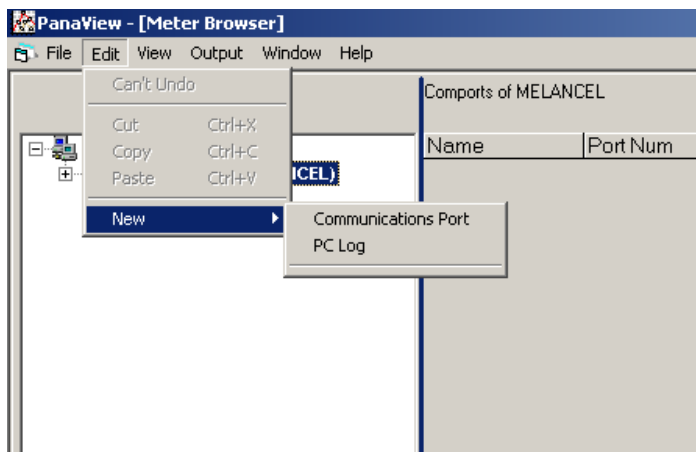 PanaView - [Meter Browser]
File Edit View Output Window Help
Can't Undo
Cut Ctrl+X
Copy Ctrl+C
Paste Ctrl+V
New
Communications Port
PC Log
ICEL)
Comports of MELANCEL
Name Port Num